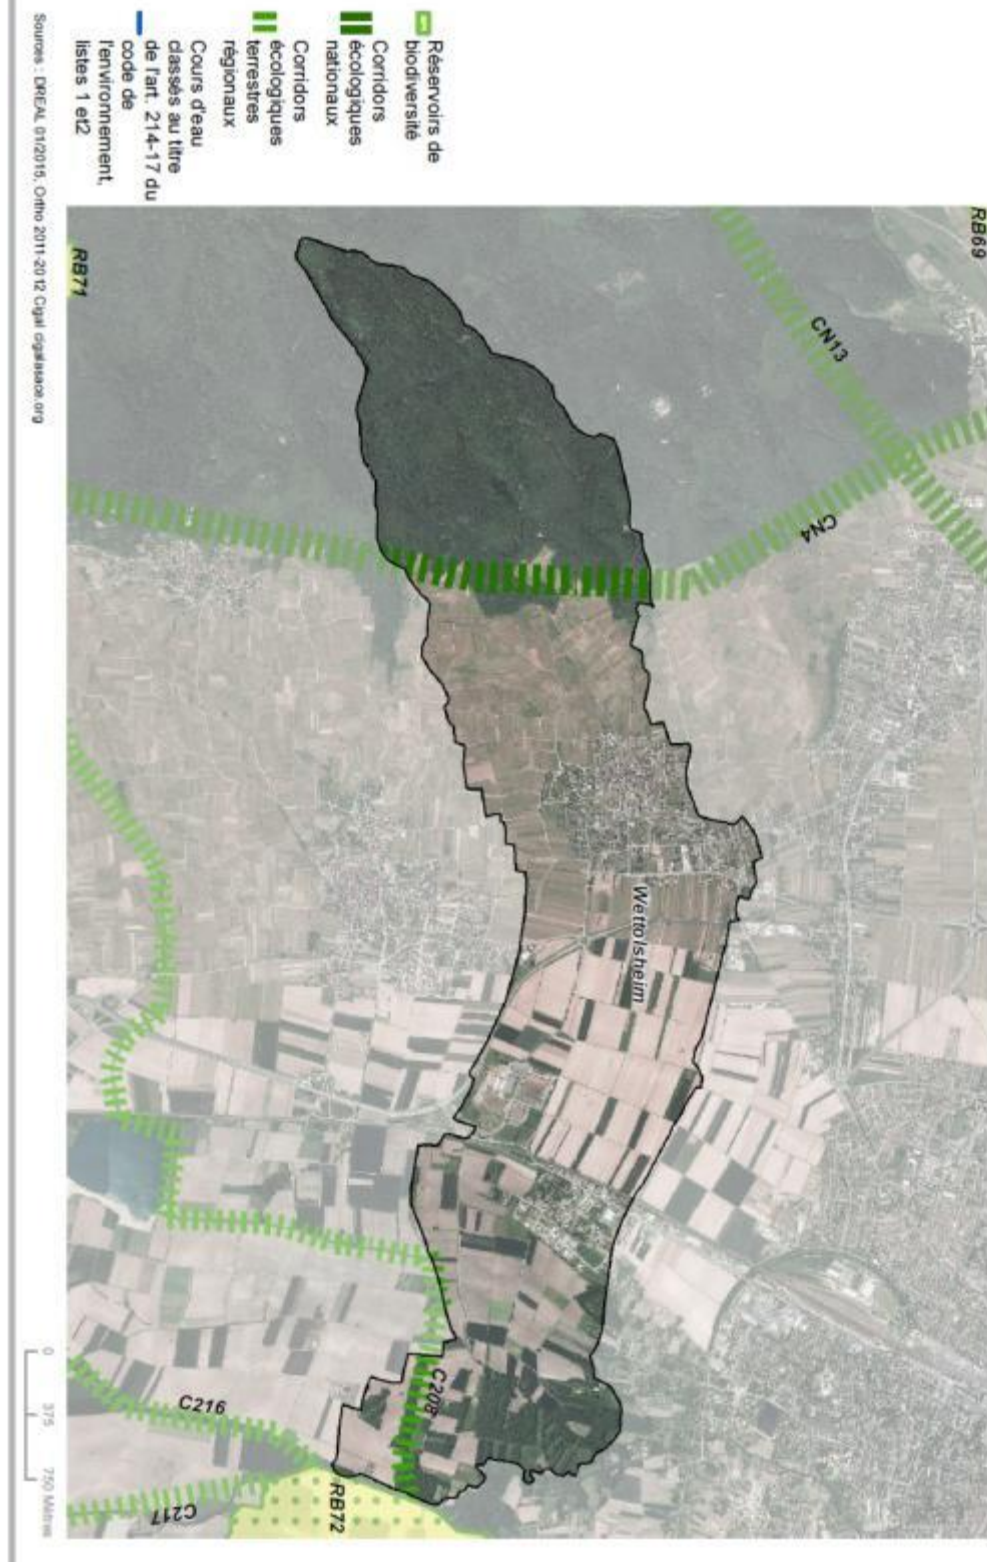 Réservoirs de
biodiversité
Corridors
écologiques
nationaux
Corridors
écologiques
terrestres
régionaux
Cours d'eau
classés au titre
de l'art. 214-17 du
code de
l'environnement,
listes 1 et2
Sources : DREAL 01/2015, Ortho 2011-2012 Cigal cigalsace.org
RB69
CN13
CN4
RB71
Wettolsheim
C208
C216
C217
RB72
0 375 750 Mètres